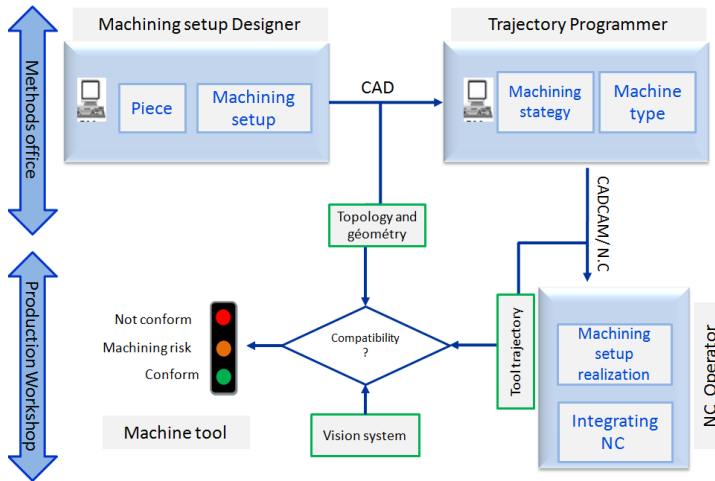 Machining setup Designer
Trajectory Programmer
Methods office
Piece
Machining
setup
CAD
Machining
stategy
Machine
type
CADCAM/ N.C
Topology and
géométry
Production Workshop
Not conform
Machining risk
Conform
Compatibility
?
Tool trajectory
Machining
setup
realization
Integrating
NC
NC Operator
Machine tool
Vision system